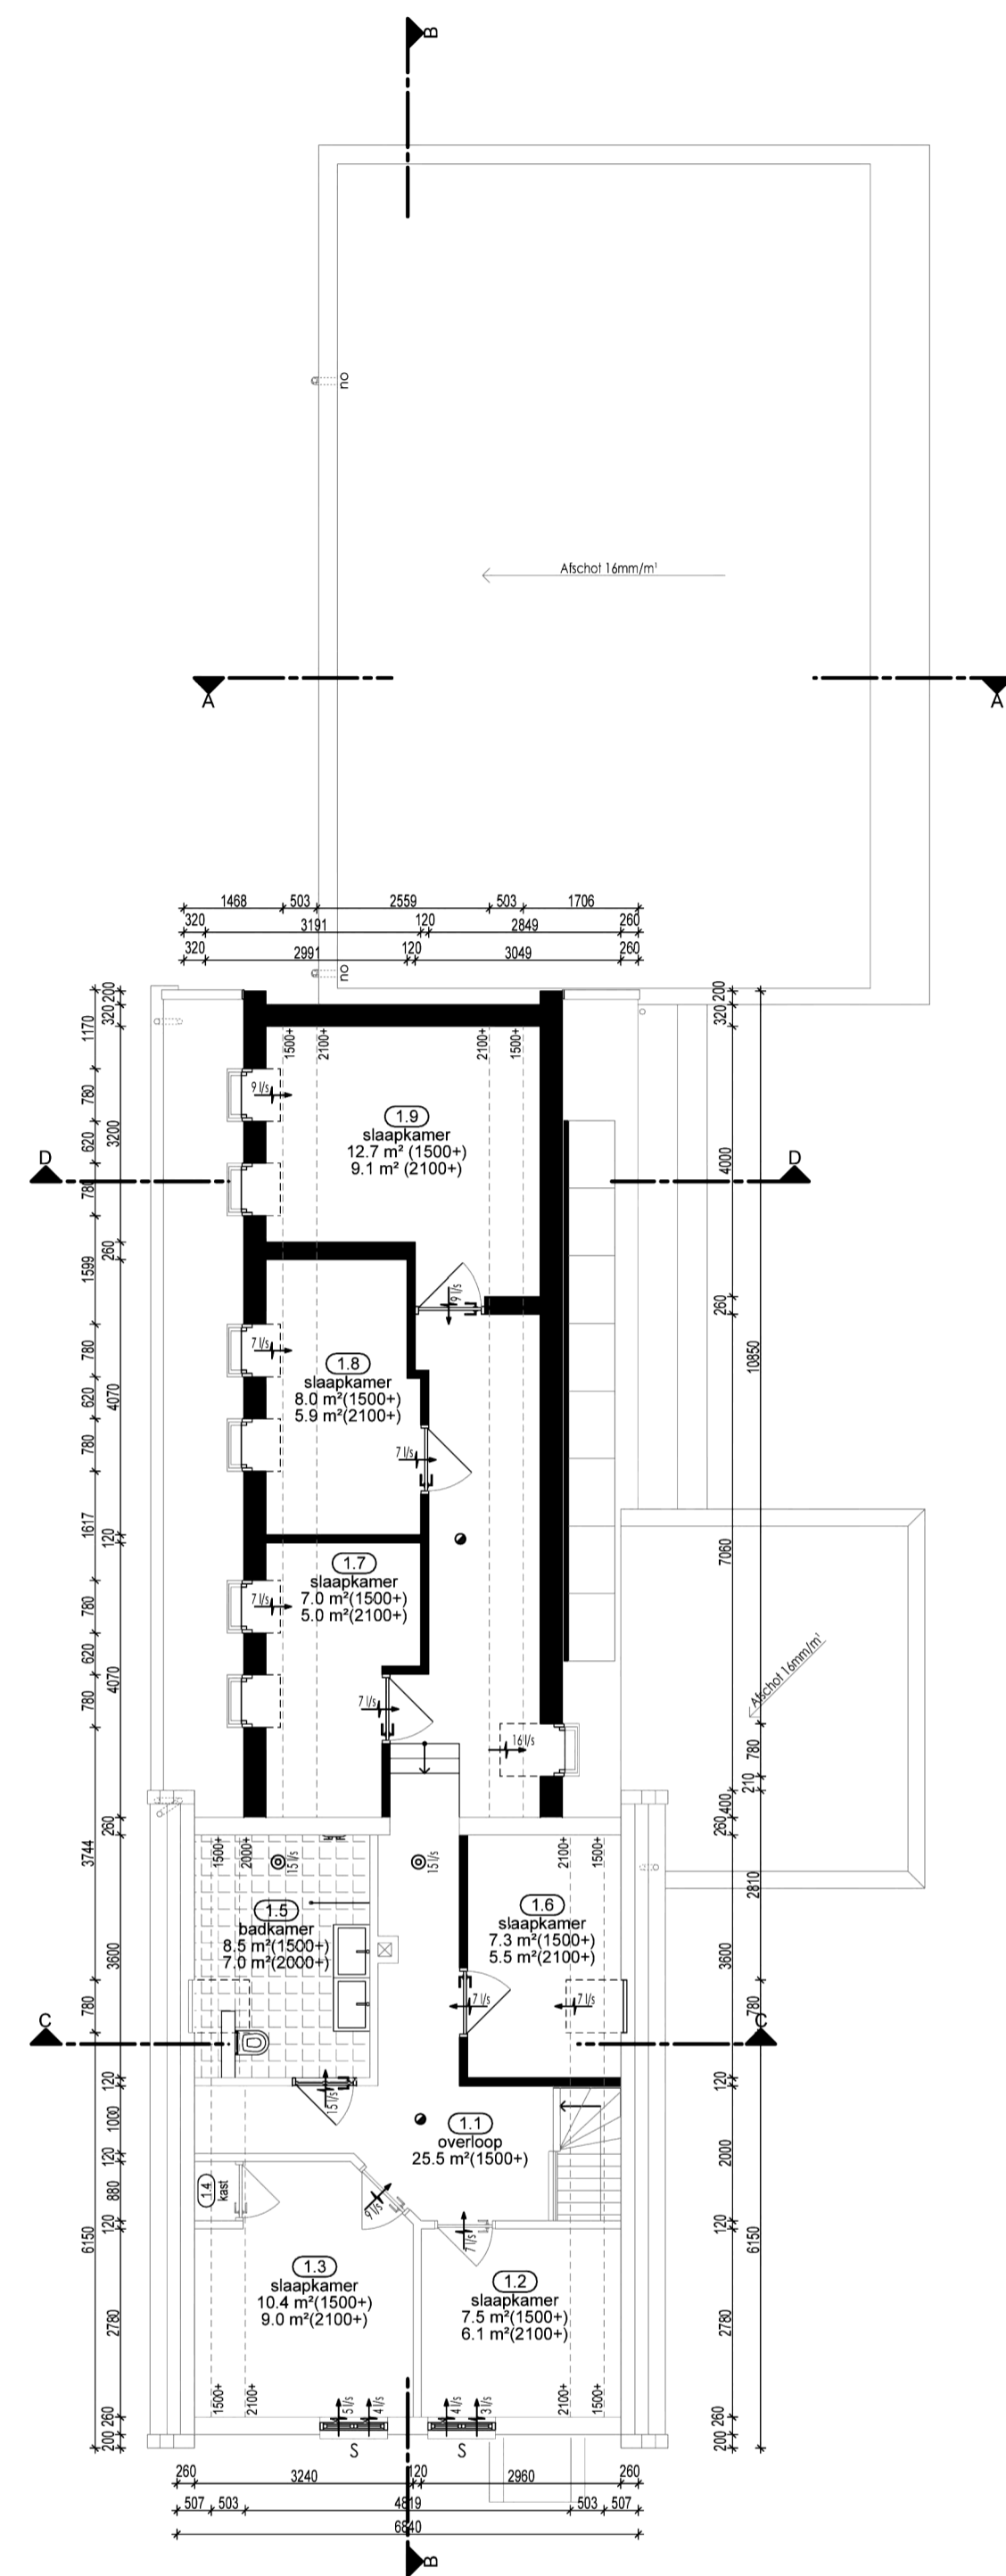 B
no
Afschot 16mm/m¹
A
A
1468
503
2559
503
1706
320
3191
120
2849
260
320
2991
120
3049
260
no
200
320
1170
780
620
3200
780
260
1599
780
620
4070
780
1617
120
780
620
4070
780
260
3744
3600
780
120
1000
120
880
120
6150
2780
260
200
200
320
4000
260
10850
7060
780
210
400
260
2810
3600
780
120
2000
120
6150
2780
260
200
1500+
2100+
2100+
1500+
9 l/s
1.9
slaapkamer
12.7 m² (1500+)
9.1 m² (2100+)
D
D
9 l/s
7 l/s
1.8
slaapkamer
8.0 m²(1500+)
5.9 m²(2100+)
7 l/s
1.7
slaapkamer
7.0 m²(1500+)
5.0 m²(2100+)
7 l/s
7 l/s
Afschot 16mm/m¹
16 l/s
1500+
2000+
15 l/s
15 l/s
2100+
1500+
1.5
badkamer
8.5 m²(1500+)
7.0 m²(2000+)
1.6
slaapkamer
7.3 m²(1500+)
5.5 m²(2100+)
7 l/s
7 l/s
C
C
15 l/s
1.1
overloop
25.5 m²(1500+)
1.4
kast
9 l/s
7 l/s
1.3
slaapkamer
10.4 m²(1500+)
9.0 m²(2100+)
1.2
slaapkamer
7.5 m²(1500+)
6.1 m²(2100+)
1500+
2100+
5 l/s
4 l/s
4 l/s
3 l/s
2100+
1500+
S
S
260
3240
120
2960
260
507
503
4819
503
507
6840
B